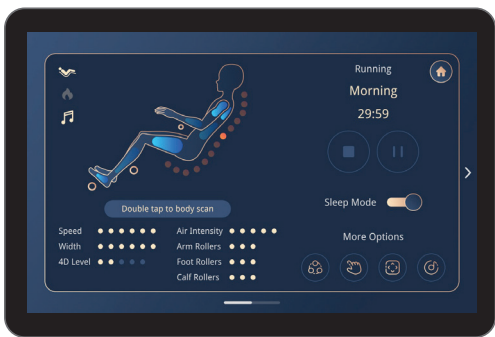 Running
Morning
29:59
Double tap to body scan
Sleep Mode
Speed
Width
4D Level
Air Intensity
Arm Rollers
Foot Rollers
Calf Rollers
More Options